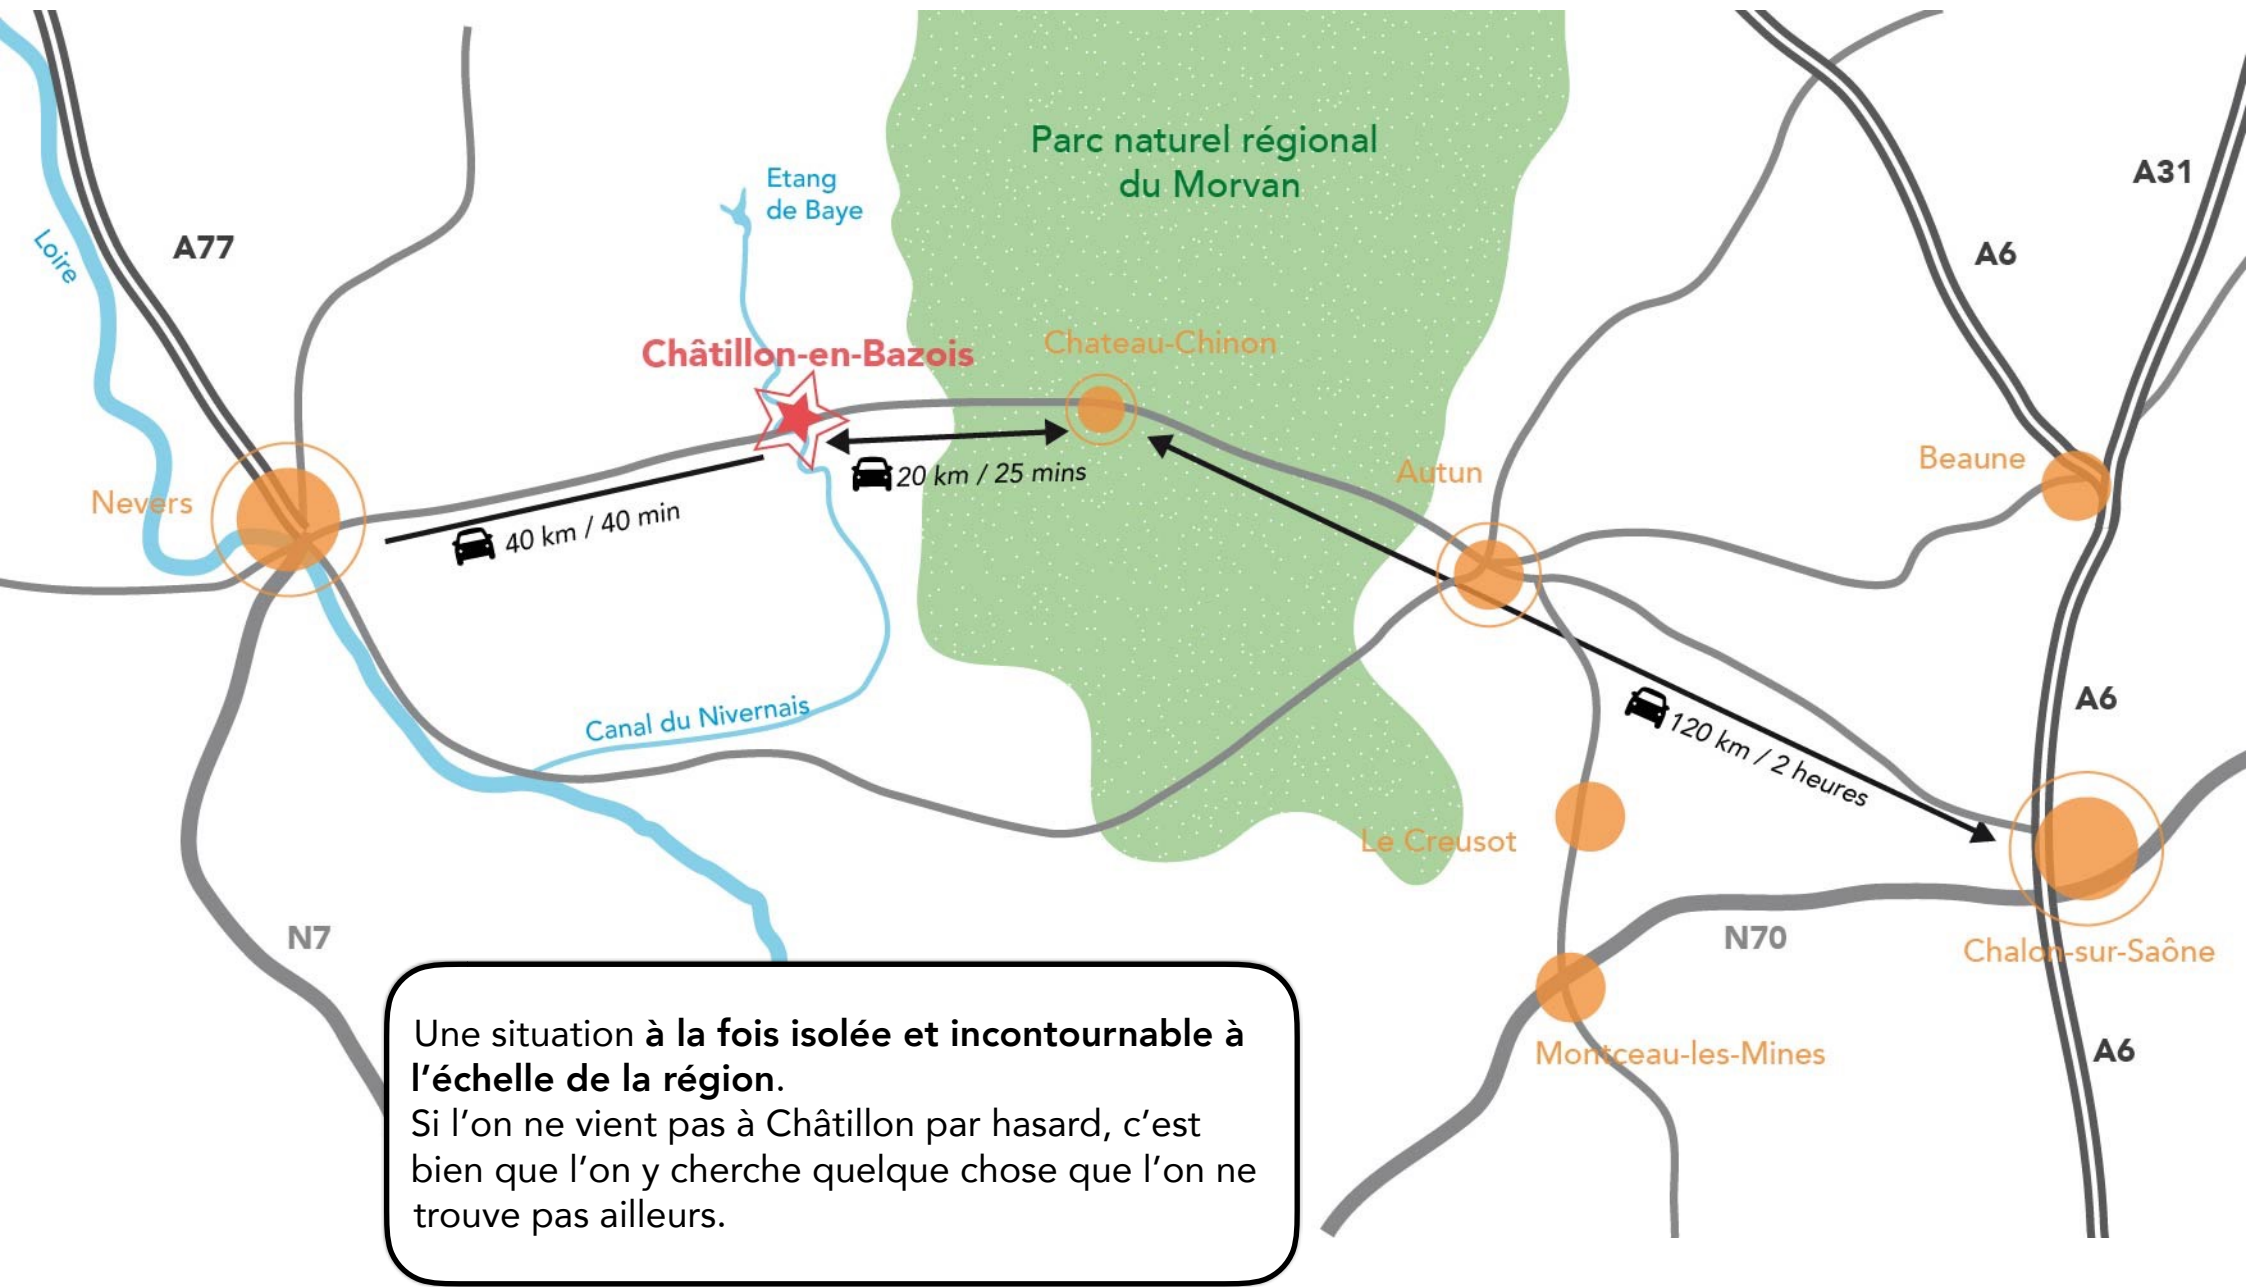 Parc naturel régional
du Morvan
A31
Etang
de Baye
A77
Loire
A6
Châtillon-en-Bazois
Chateau-Chinon
Beaune
Autun
20 km / 25 mins
Nevers
40 km / 40 min
A6
Canal du Nivernais
120 km / 2 heures
Le Creusot
N7
N70
Chalon-sur-Saône
Montceau-les-Mines
A6
Une situation à la fois isolée et incontournable à
l’échelle de la région.
Si l’on ne vient pas à Châtillon par hasard, c’est
bien que l’on y cherche quelque chose que l’on ne
trouve pas ailleurs.